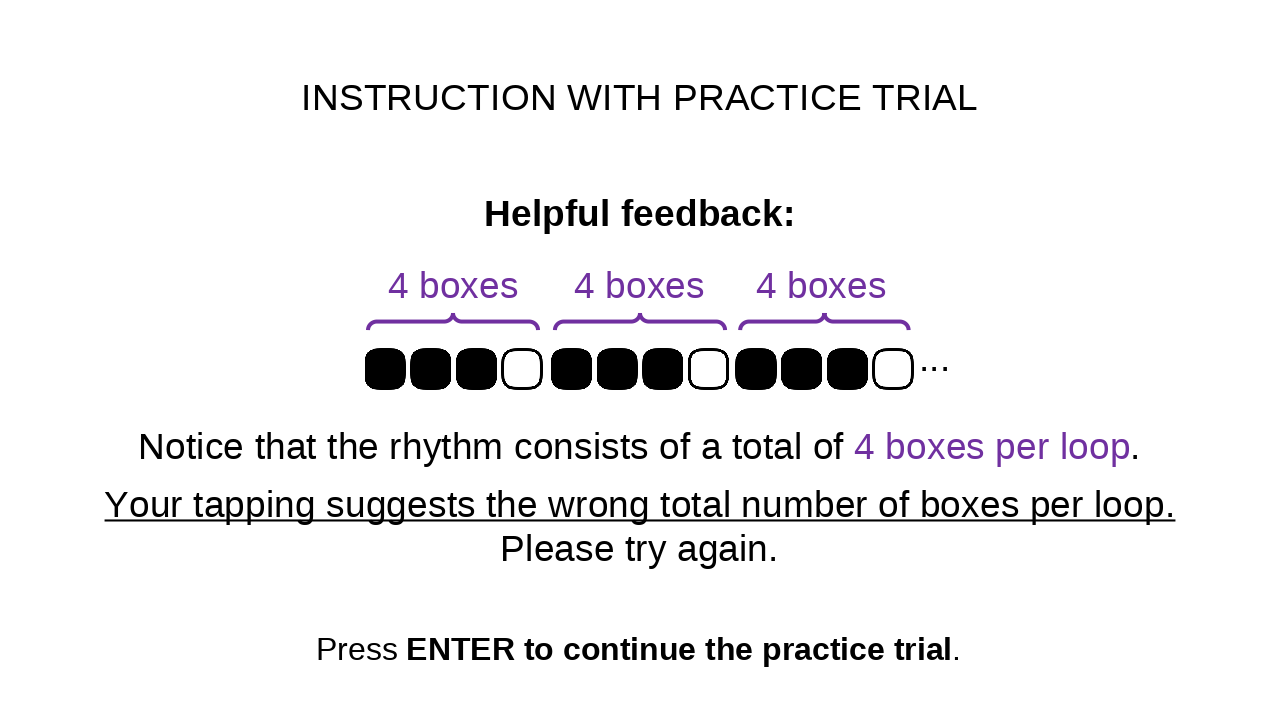 INSTRUCTION WITH PRACTICE TRIAL
Helpful feedback:
4 boxes 4 boxes 4 boxes
...
Notice that the rhythm consists of a total of 4 boxes per loop.
Your tapping suggests the wrong total number of boxes per loop.
Please try again.
Press ENTER to continue the practice trial.